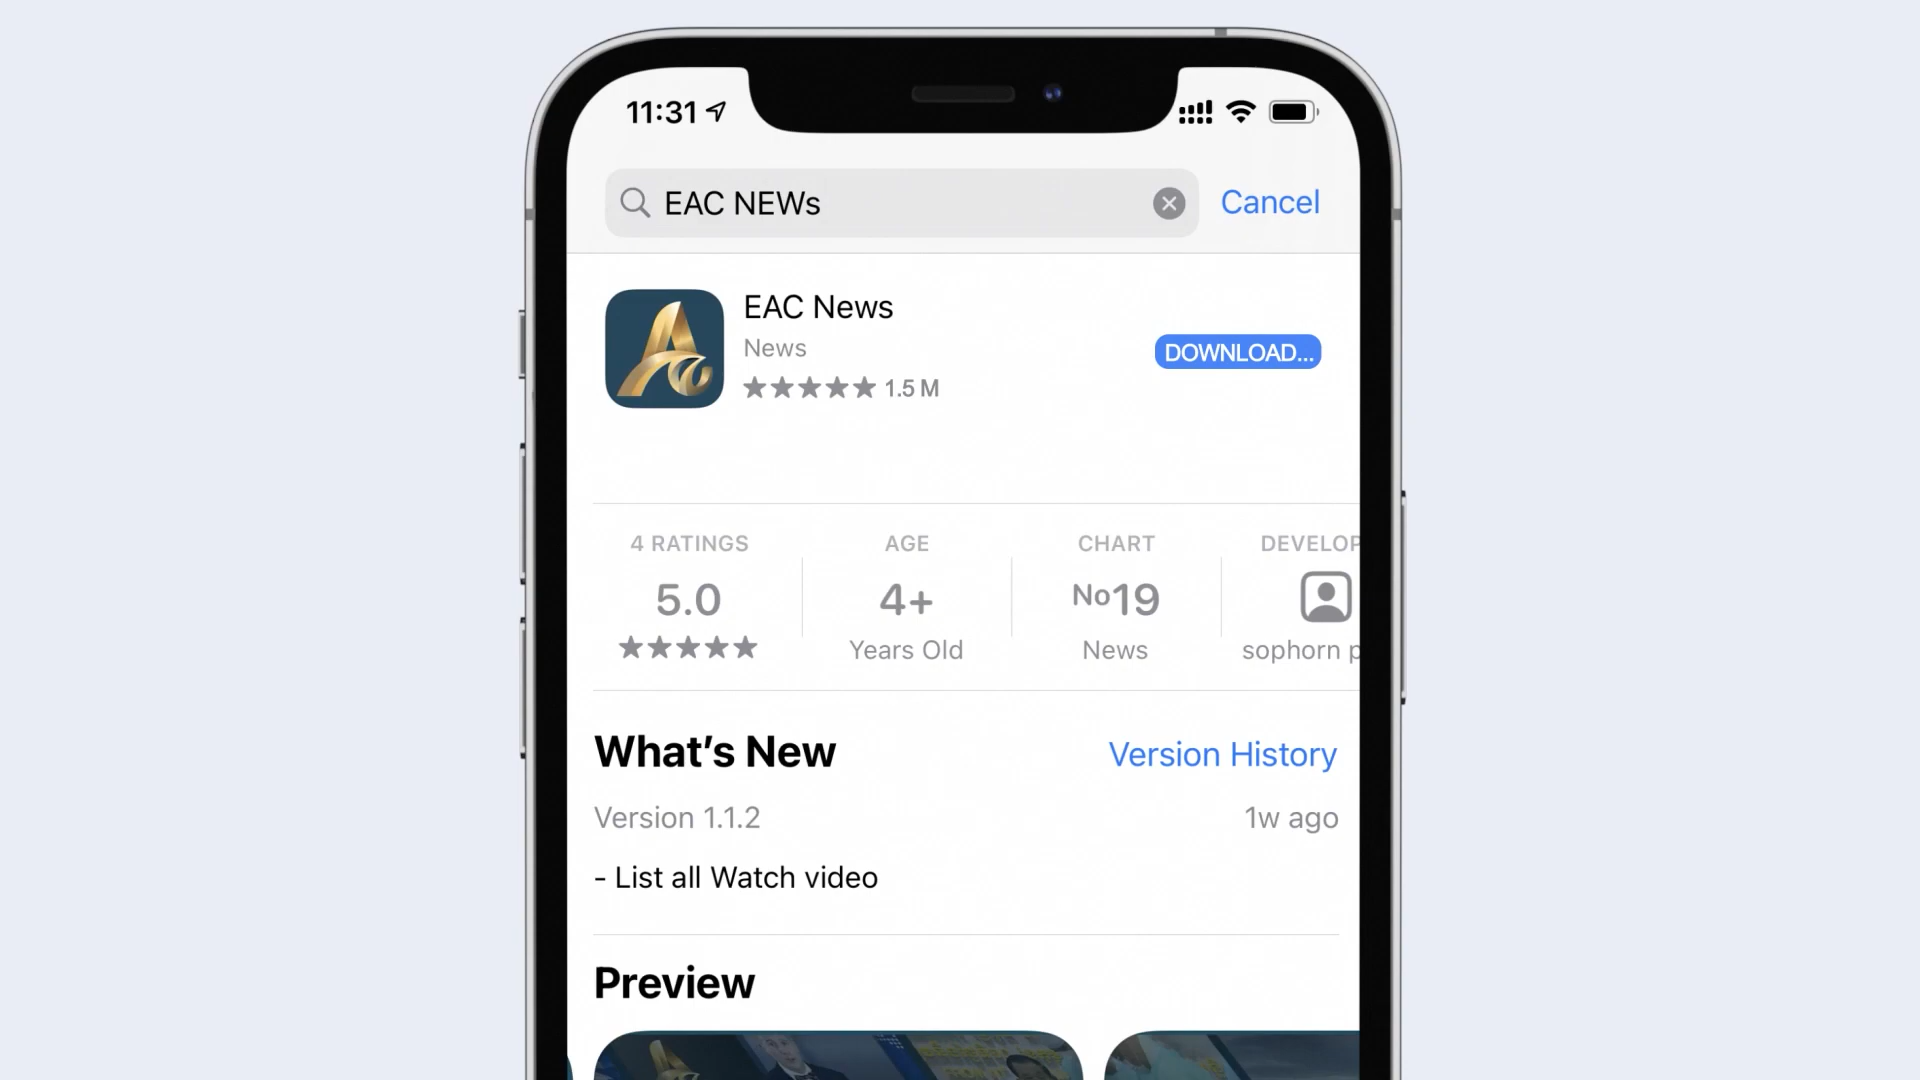 11:31
EAC NEWs
Cancel
EAC News
News
1.5 M
DOWNLOAD...
4 RATINGS
AGE
CHART
DEVELOP
5.0
4+
No19
Years Old
News
sophorn p
What's New
Version History
Version 1.1.2
1w ago
- List all Watch video
Preview